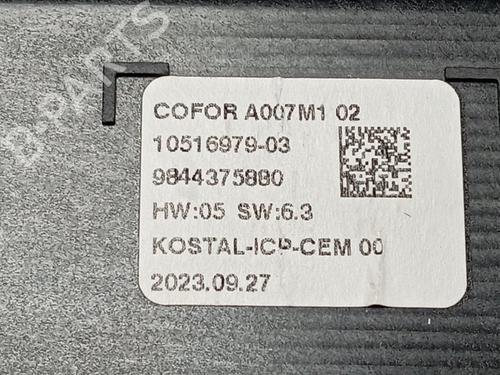 B-PARTS
COFOR A007M1 02
10516979-03
9844375880
HW:05 SW:6.3
KOSTAL-ICP-CEM 00
2023.09.27